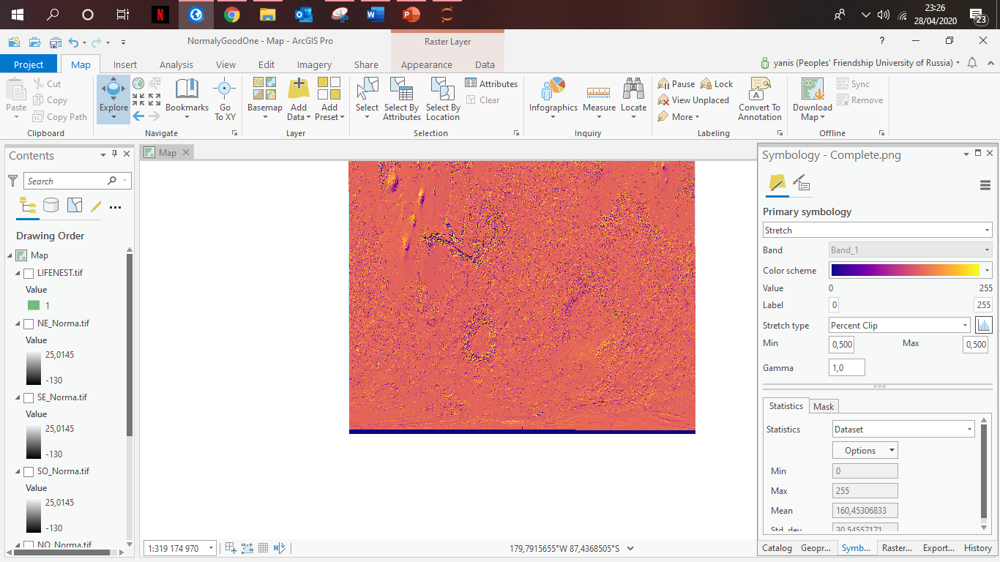 23:26
28/04/2020
23
NormalyGoodOne - Map - ArcGIS Pro
Raster Layer
?
Project
Map
Insert
Analysis
View
Edit
Imagery
Share
Appearance
Data
yanis (Peoples' Friendship University of Russia)
Paste
Cut
Copy
Copy Path
Clipboard
Explore
Bookmarks
Go
To XY
Navigate
Basemap
Add
Data
Add
Preset
Layer
Select
Select By
Attributes
Select By
Location
Attributes
Clear
Selection
Infographics
Measure
Locate
Inquiry
Pause
Lock
View Unplaced
More
Convert To
Annotation
Labeling
Download
Map
Sync
Remove
Offline
Contents
Search
Drawing Order
Map
LIFENEST.tif
Value
1
NE_Norma.tif
Value
25,0145
-130
SE_Norma.tif
Value
25,0145
-130
SO_Norma.tif
Value
25,0145
-130
NO_Norma.tif
Map
1:319 174 970
179,7915655°W 87,4368505°S
Symbology - Complete.png
Primary symbology
Stretch
Band
Band_1
Color scheme
Value
0
255
Label
0
255
Stretch type
Percent Clip
Min
0,500
Max
0,500
Gamma
1,0
Statistics
Mask
Statistics
Dataset
Options
Min
0
Max
255
Mean
160,45306833
Std. dev
30,54557171
Catalog
Geopr...
Symb...
Raster...
Export...
History